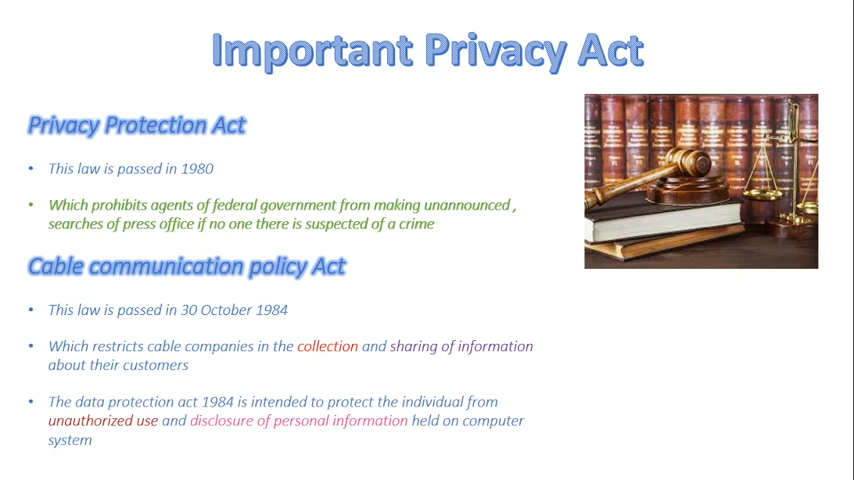 Important Privacy Act
Privacy Protection Act
• This law is passed in 1980
• Which prohibits agents of federal government from making unannounced ,
searches of press office if no one there is suspected of a crime
Cable communication policy Act
• This law is passed in 30 October 1984
• Which restricts cable companies in the collection and sharing of information
about their customers
• The data protection act 1984 is intended to protect the individual from
unauthorized use and disclosure of personal information held on computer
system